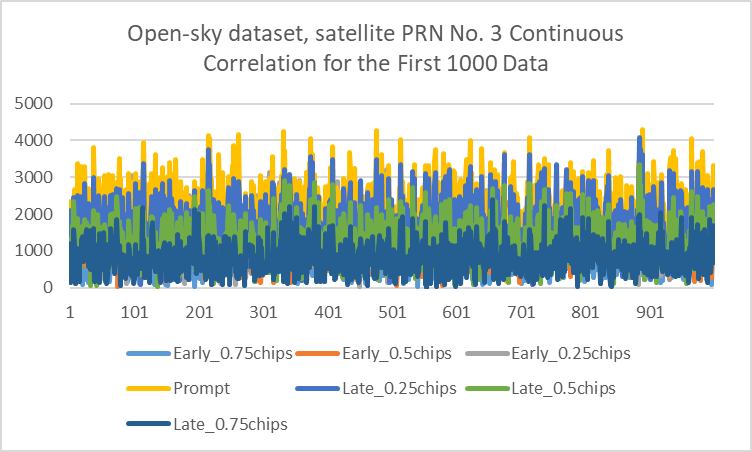 Open-sky dataset, satellite PRN No. 3 Continuous
Correlation for the First 1000 Data
5000
4000
3000
2000
1000
0
1 101 201 301 401 501 601 701 801 901
Early_0.75chips Early_0.5chips Early_0.25chips
Prompt Late_0.25chips Late_0.5chips
Late_0.75chips